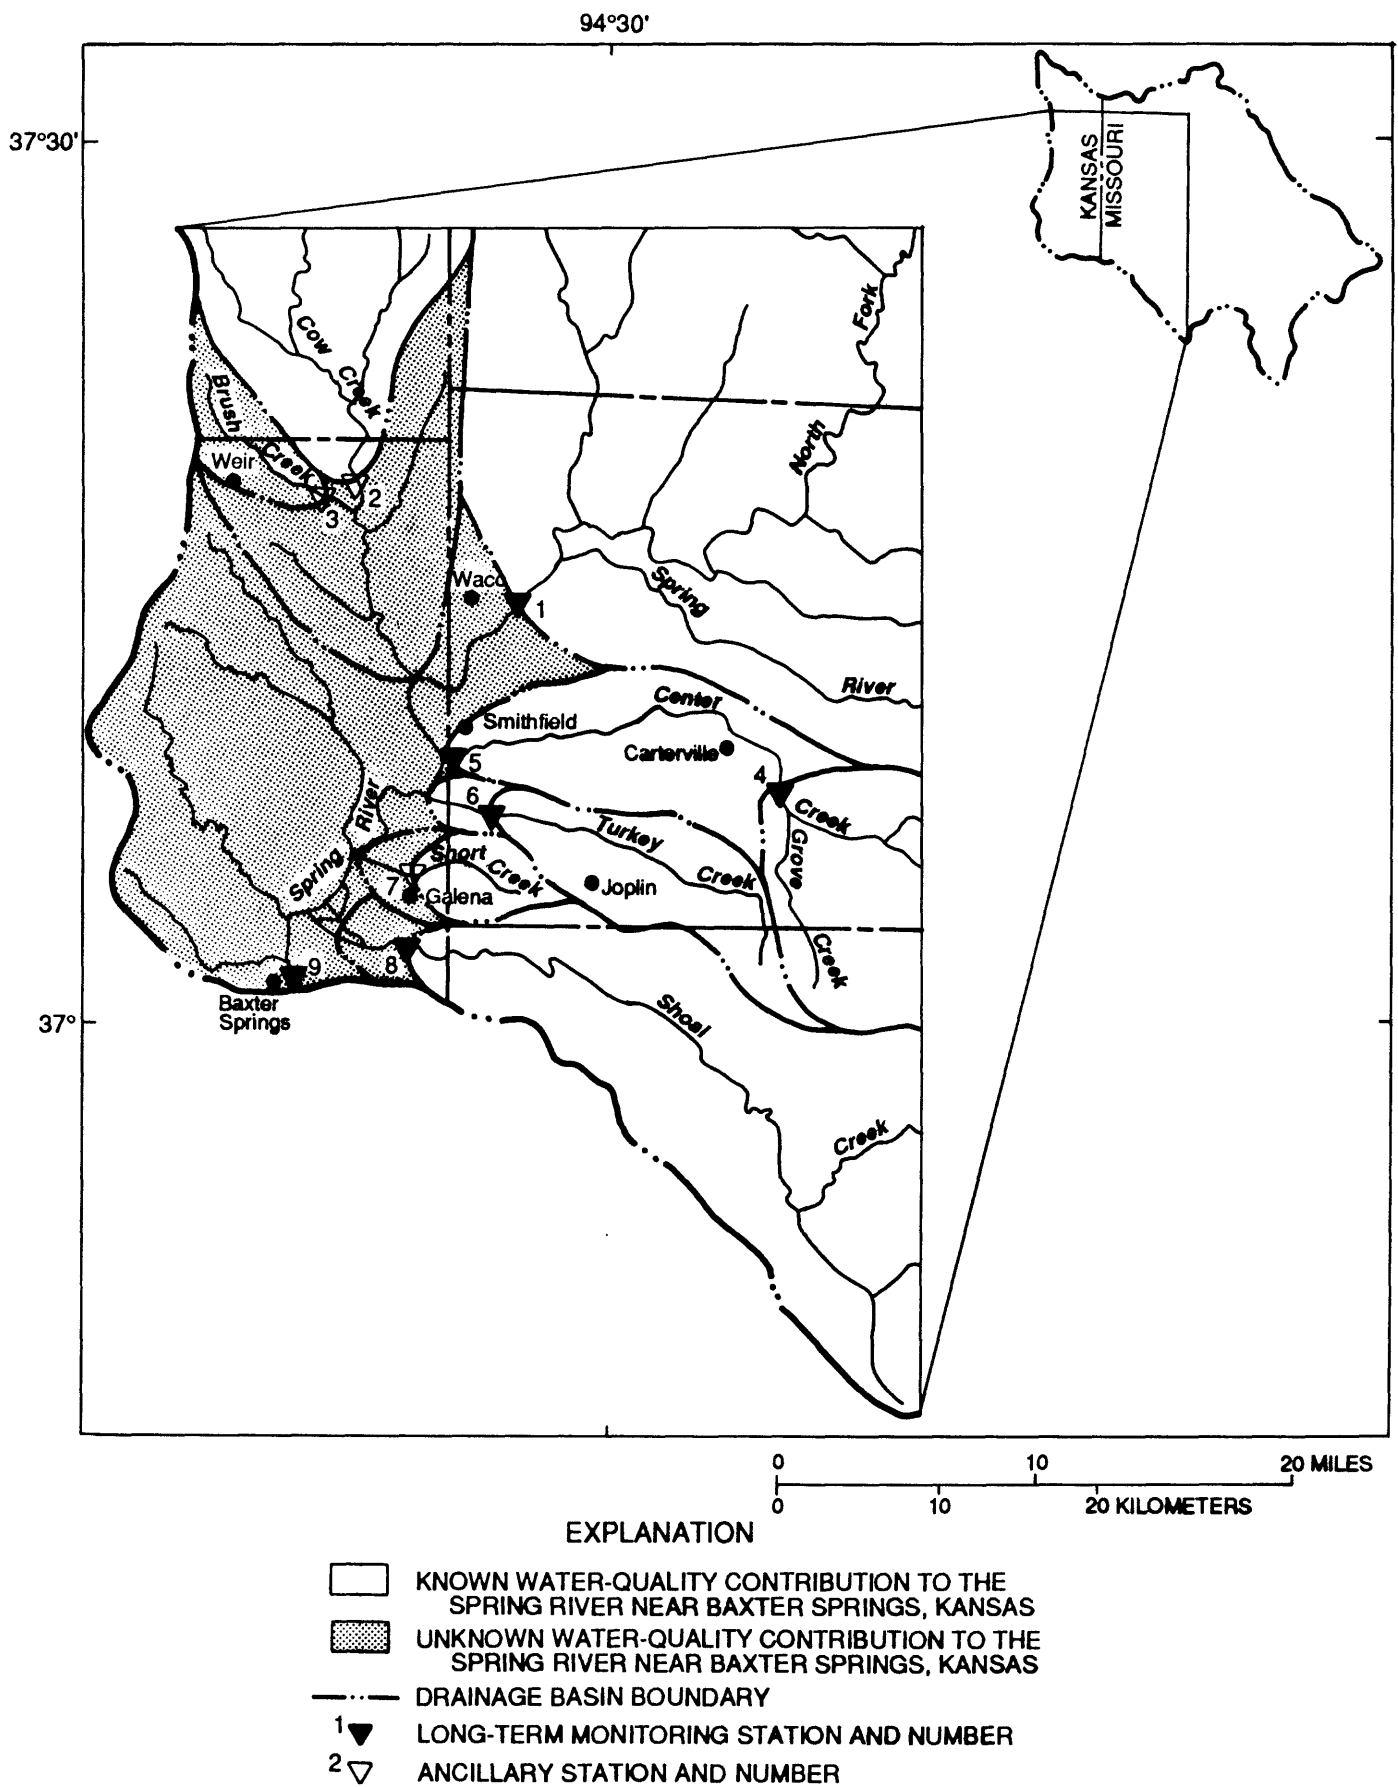 94°30'
37°30'
KANSAS
MISSOURI
Cow
Creek
Fork
North
Brush
Creek
Weir
2
3
Waco
1
Spring
River
Center
Smithfield
Carterville
5
4
6
Creek
River
Turkey
Creek
Grove
Creek
Short
Creek
Spring
7
Galena
Joplin
8
9
Baxter
Springs
37°
Shoal
Creek
0 10 20 MILES
0 10 20 KILOMETERS
EXPLANATION
KNOWN WATER-QUALITY CONTRIBUTION TO THE
SPRING RIVER NEAR BAXTER SPRINGS, KANSAS
UNKNOWN WATER-QUALITY CONTRIBUTION TO THE
SPRING RIVER NEAR BAXTER SPRINGS, KANSAS
DRAINAGE BASIN BOUNDARY
1 LONG-TERM MONITORING STATION AND NUMBER
2 ANCILLARY STATION AND NUMBER